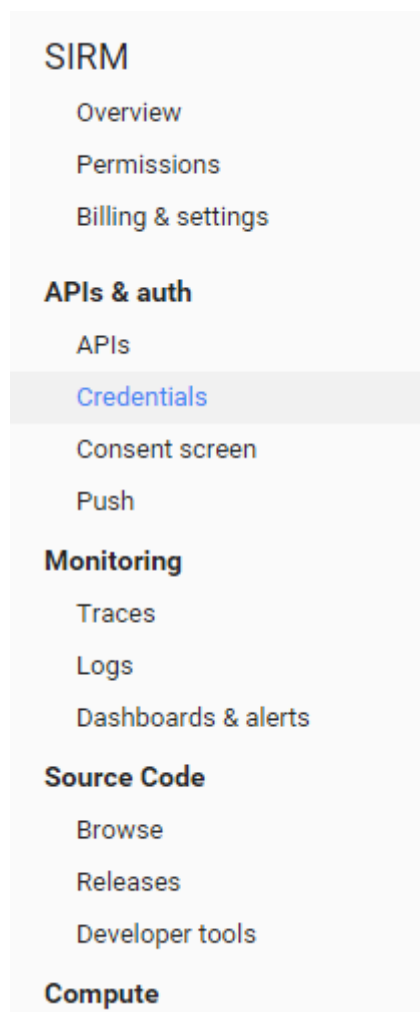 SIRM
Overview
Permissions
Billing & settings
APIs & auth
APIs
Credentials
Consent screen
Push
Monitoring
Traces
Logs
Dashboards & alerts
Source Code
Browse
Releases
Developer tools
Compute